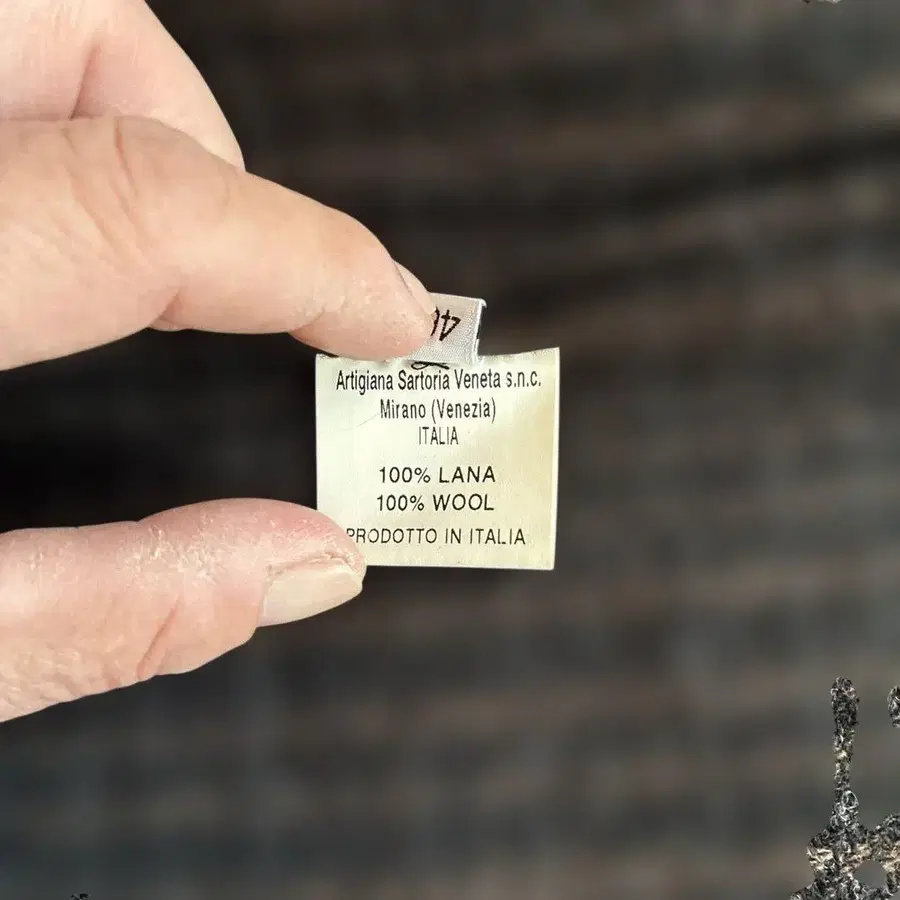 Artigiana Sartoria Veneta s.n.c.
Mirano (Venezia)
ITALIA
100% LANA
100% WOOL
PRODOTTO IN ITALIA